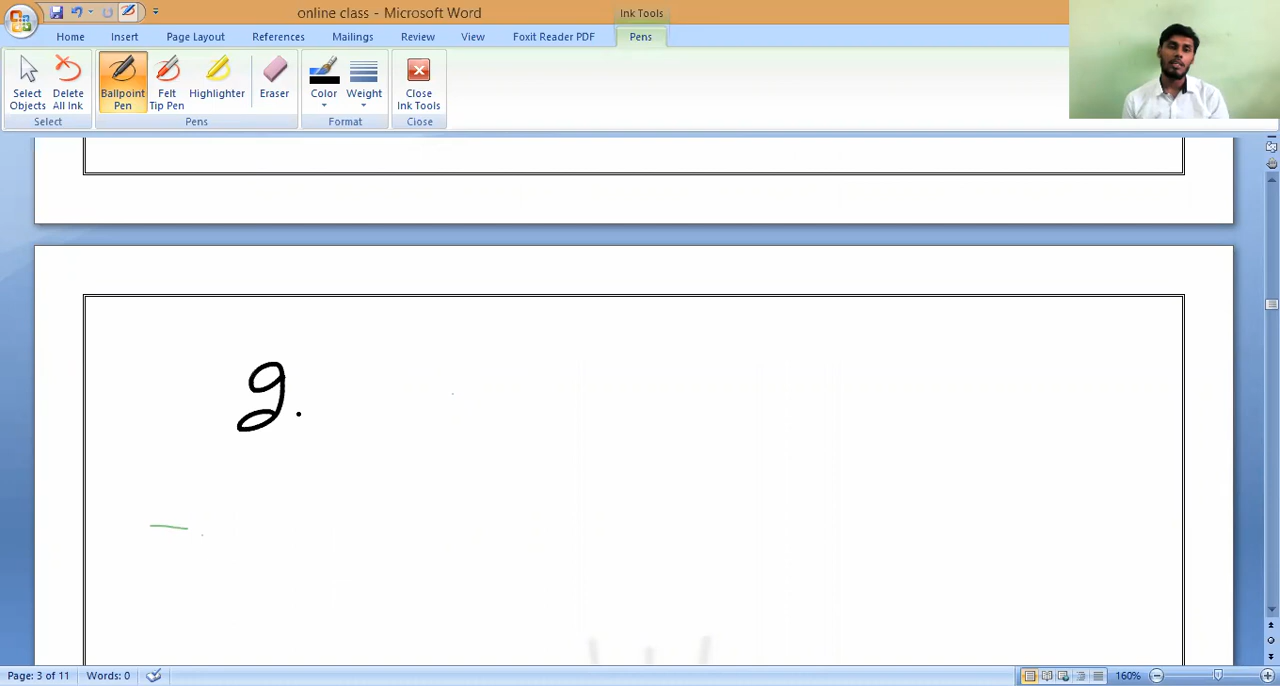 online class - Microsoft Word
Ink Tools
Home Insert Page Layout References Mailings Review View Foxit Reader PDF Pens
Select Objects
Delete All Ink
Ballpoint Pen
Felt Tip Pen
Highlighter
Eraser
Color
Weight
Close Ink Tools
Select Pens Format Close
9.
Page: 3 of 11 Words: 0 160%